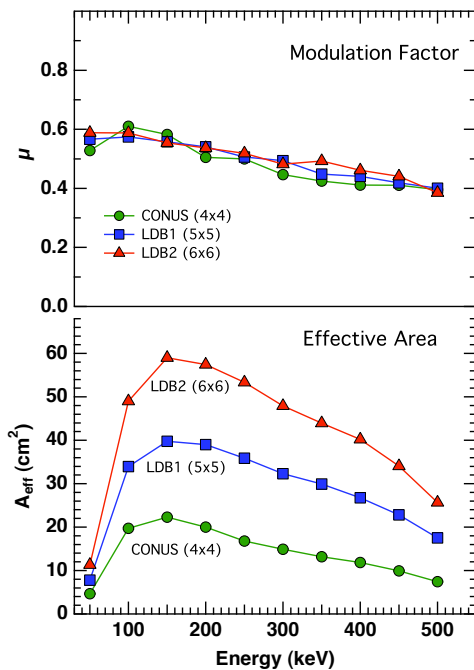 Modulation Factor
0.8
0.6
0.4
0.2
0.0
μ
CONUS (4x4)
LDB1 (5x5)
LDB2 (6x6)
Effective Area
60
50
40
30
20
10
0
A_eff (cm²)
LDB2 (6x6)
LDB1 (5x5)
CONUS (4x4)
100 200 300 400 500
Energy (keV)